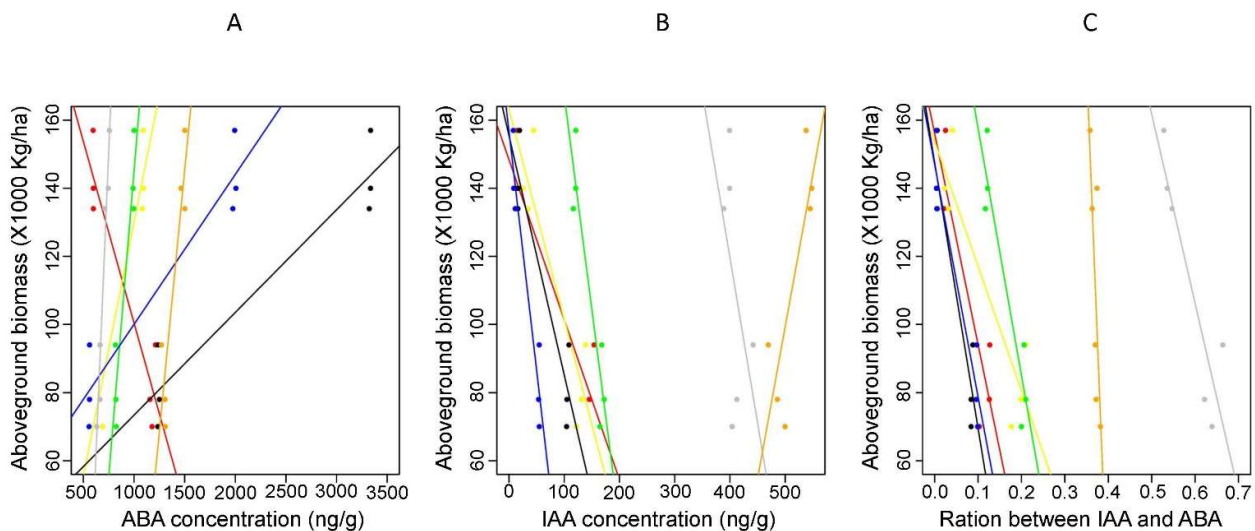 A
B
C
Aboveground biomass (X1000 Kg/ha)
160
140
120
100
80
60
500 1000 1500 2000 2500 3000 3500
ABA concentration (ng/g)
Aboveground biomass (X1000 Kg/ha)
160
140
120
100
80
60
0 100 200 300 400 500
IAA concentration (ng/g)
Aboveground biomass (X1000 Kg/ha)
160
140
120
100
80
60
0.0 0.1 0.2 0.3 0.4 0.5 0.6 0.7
Ration between IAA and ABA